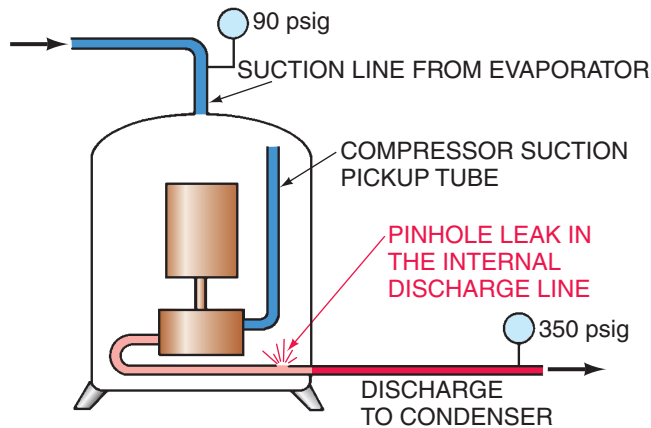 90 psig
SUCTION LINE FROM EVAPORATOR
COMPRESSOR SUCTION
PICKUP TUBE
PINHOLE LEAK IN
THE INTERNAL
DISCHARGE LINE
350 psig
DISCHARGE
TO CONDENSER